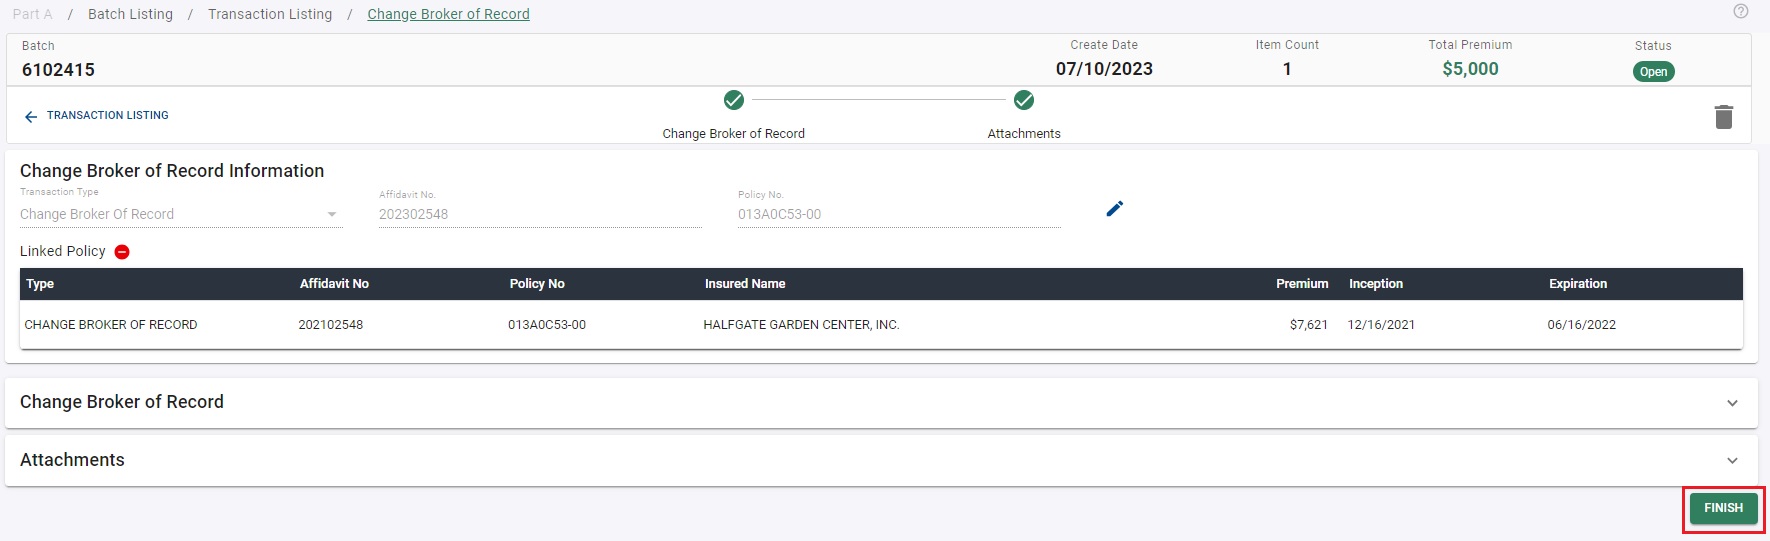 Part A / Batch Listing / Transaction Listing / Change Broker of Record
Batch Create Date Item Count Total Premium Status
6102415 07/10/2023 1 $5,000 Open
TRANSACTION LISTING
Change Broker of Record Attachments
Change Broker of Record Information
Transaction Type Affidavit No. Policy No.
Change Broker Of Record 202302548 013A0C53-00
Linked Policy
Type Affidavit No Policy No Insured Name Premium Inception Expiration
CHANGE BROKER OF RECORD 202102548 013A0C53-00 HALFGATE GARDEN CENTER, INC. $7,621 12/16/2021 06/16/2022
Change Broker of Record
Attachments
FINISH